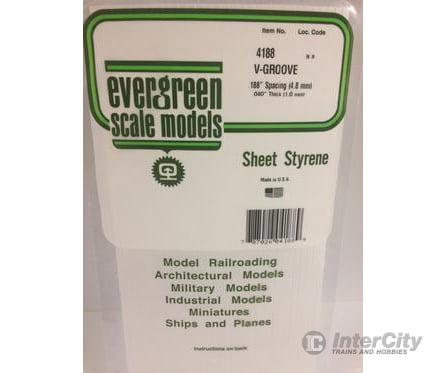 Item No. Loc. Code
4188
V-GROOVE
.188" Spacing (4.8 mm)
.040" Thick (1.0 mm)
evergreen
scale models
Sheet Styrene
Made in U.S.A
Model Railroading
Architectural Models
Military Models
Industrial Models
Miniatures
Ships and Planes
Instructions on back
InterCity
TRAINS AND HOBBIES